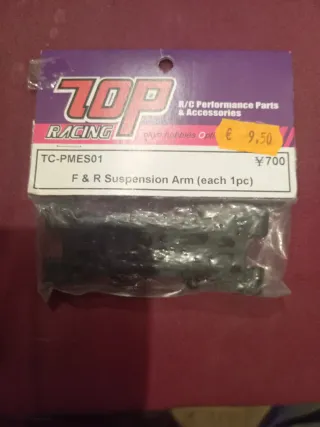 TOP
RACING
R/C Performance Parts
& Accessories
€ 9,50
TC-PMES01
¥700
F & R Suspension Arm (each 1pc)